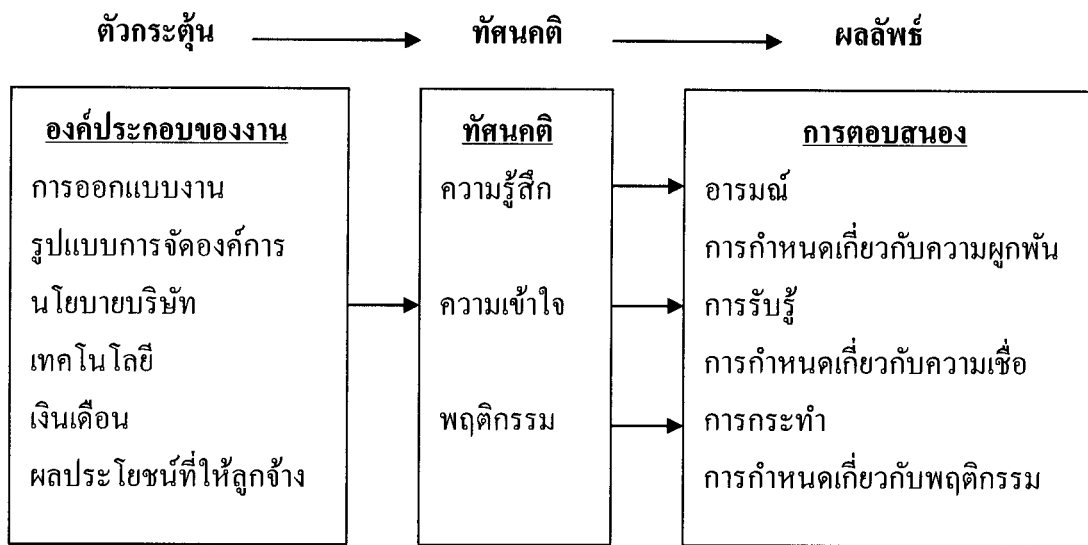 ตัวกระตุ้น ทัศนคติ ผลลัพธ์
องค์ประกอบของงาน
การออกแบบงาน
รูปแบบการจัดองค์การ
นโยบายบริษัท
เทคโนโลยี
เงินเดือน
ผลประโยชน์ที่ให้ลูกจ้าง
ทัศนคติ
ความรู้สึก
ความเข้าใจ
พฤติกรรม
การตอบสนอง
อารมณ์
การกำหนดเกี่ยวกับความผูกพัน
การรับรู้
การกำหนดเกี่ยวกับความเชื่อ
การกระทำ
การกำหนดเกี่ยวกับพฤติกรรม